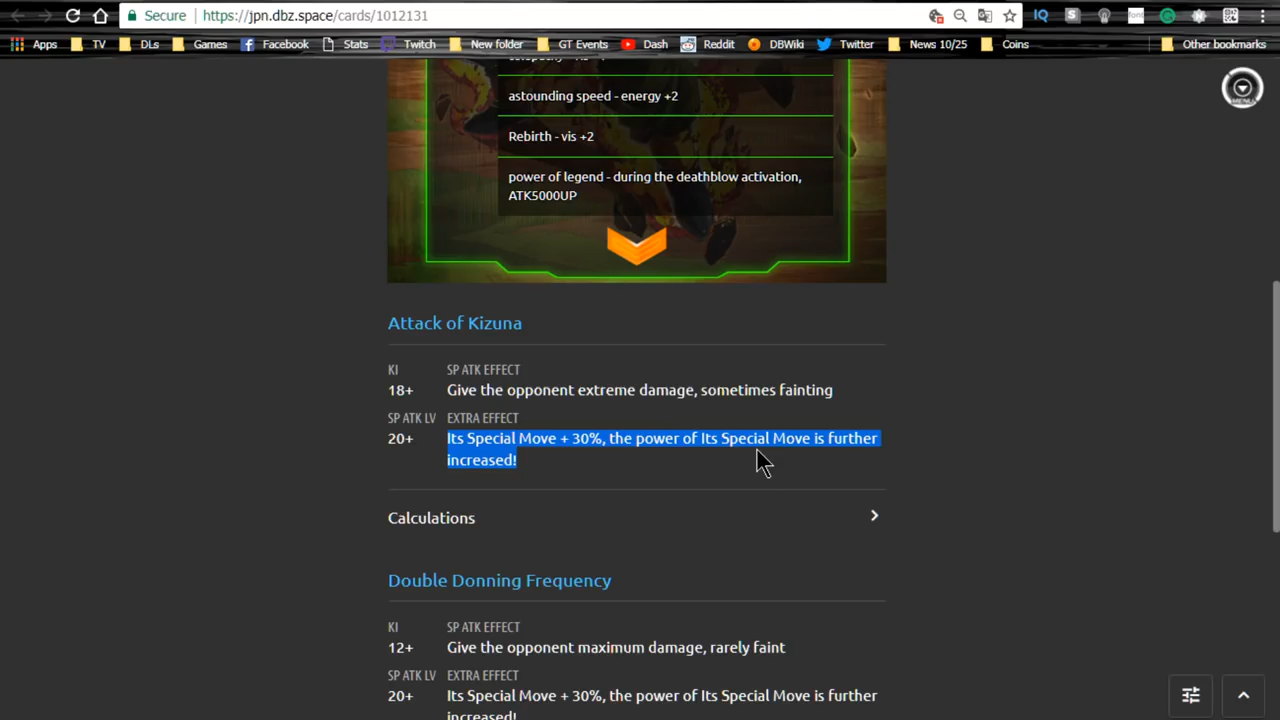 Secure
https://jpn.dbz.space/cards/1012131
Apps TV DLs Games Facebook Stats Twitch New folder GT Events Dash Reddit DBWiki Twitter News 10/25 Coins Other bookmarks
MENU
astounding speed - energy +2
Rebirth - vis +2
power of legend - during the deathblow activation,
ATK5000UP
Attack of Kizuna
KI SP ATK EFFECT
18+ Give the opponent extreme damage, sometimes fainting
SP ATK LV EXTRA EFFECT
20+ Its Special Move + 30%, the power of Its Special Move is further
increased!
Calculations
Double Donning Frequency
KI SP ATK EFFECT
12+ Give the opponent maximum damage, rarely faint
SP ATK LV EXTRA EFFECT
20+ Its Special Move + 30%, the power of Its Special Move is further
increased!